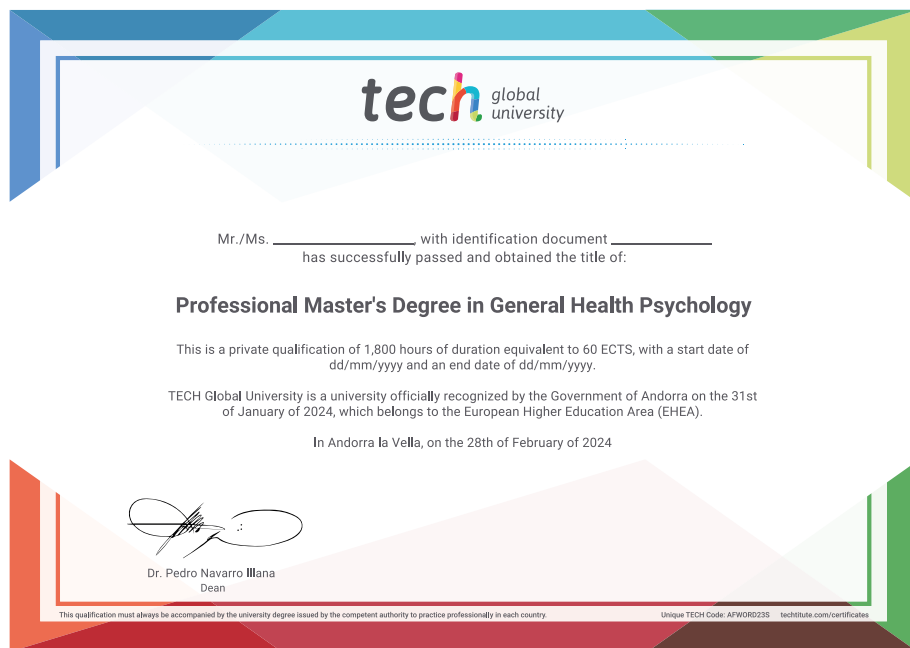 tech global university
Mr./Ms. ____________, with identification document ____________
has successfully passed and obtained the title of:
Professional Master's Degree in General Health Psychology
This is a private qualification of 1,800 hours of duration equivalent to 60 ECTS, with a start date of
dd/mm/yyyy and an end date of dd/mm/yyyy.
TECH Global University is a university officially recognized by the Government of Andorra on the 31st
of January of 2024, which belongs to the European Higher Education Area (EHEA).
In Andorra la Vella, on the 28th of February of 2024
Dr. Pedro Navarro Illana
Dean
This qualification must always be accompanied by the university degree issued by the competent authority to practice professionally in each country.
Unique TECH Code: AFWORD23S techtitute.com/certificates